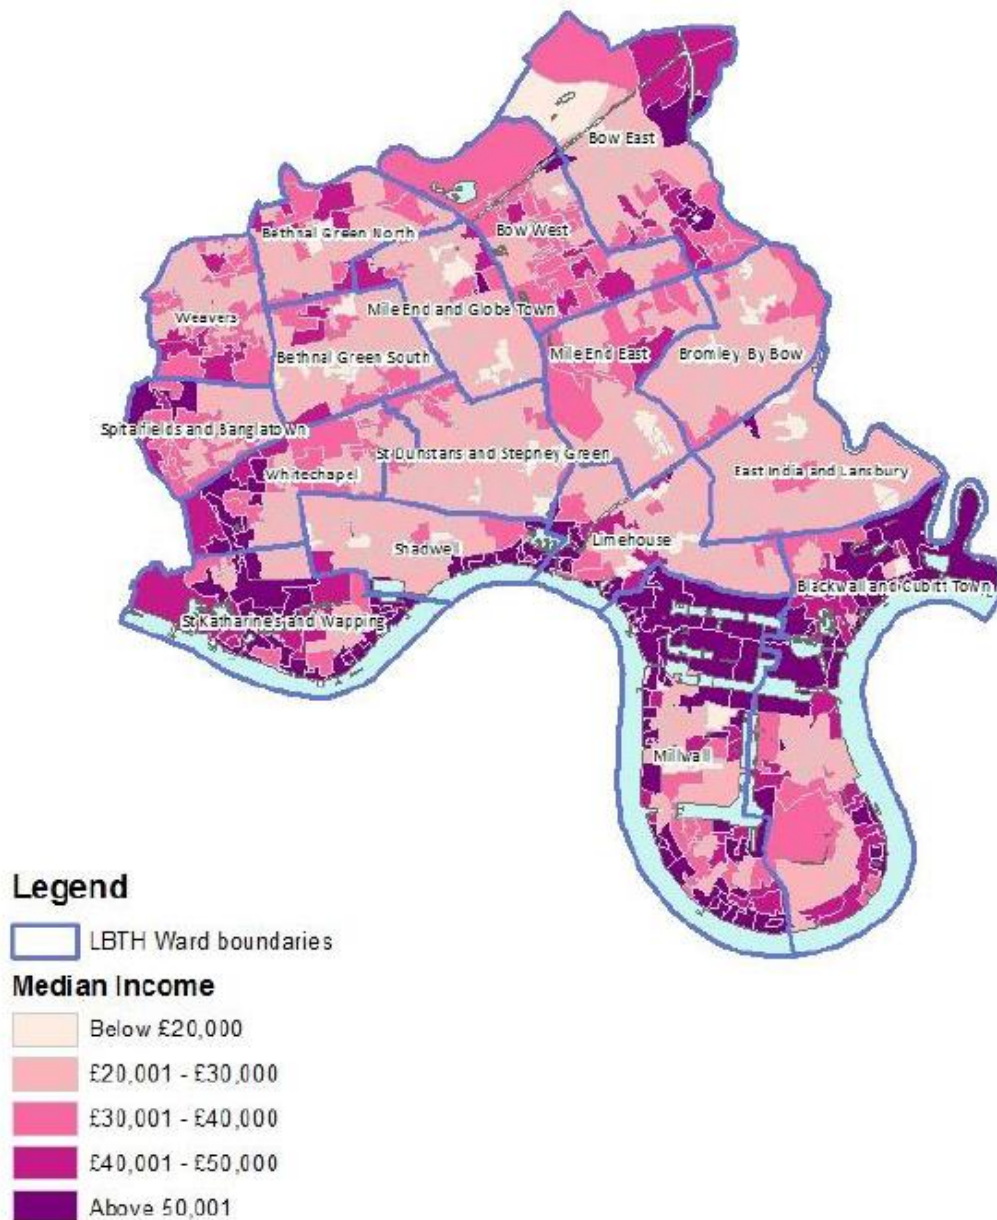 Bow East
Bow West
Bethnal Green North
Mile End and Globe Town
Weavers
Bethnal Green South
Mile End East
Bromley By Bow
Spitalfields and Banglatown
St Dunstans and Stepney Green
Whitechapel
East India and Lansbury
Shadwell
Limehouse
Blackwall and Cubitt Town
St Katharine's and Wapping
Millwall
Legend
LBTH Ward boundaries
Median Income
Below £20,000
£20,001 - £30,000
£30,001 - £40,000
£40,001 - £50,000
Above 50,001